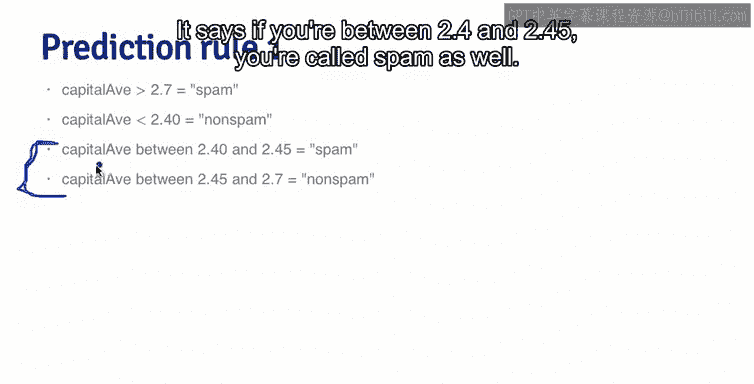 It says if you're between 2.4 and 2.45,
you're called spam as well.
Prediction rule 1
· capitalAve > 2.7 = "spam"
· capitalAve < 2.40 = "nonspam"
· capitalAve between 2.40 and 2.45 = "spam"
· capitalAve between 2.45 and 2.7 = "nonspam"